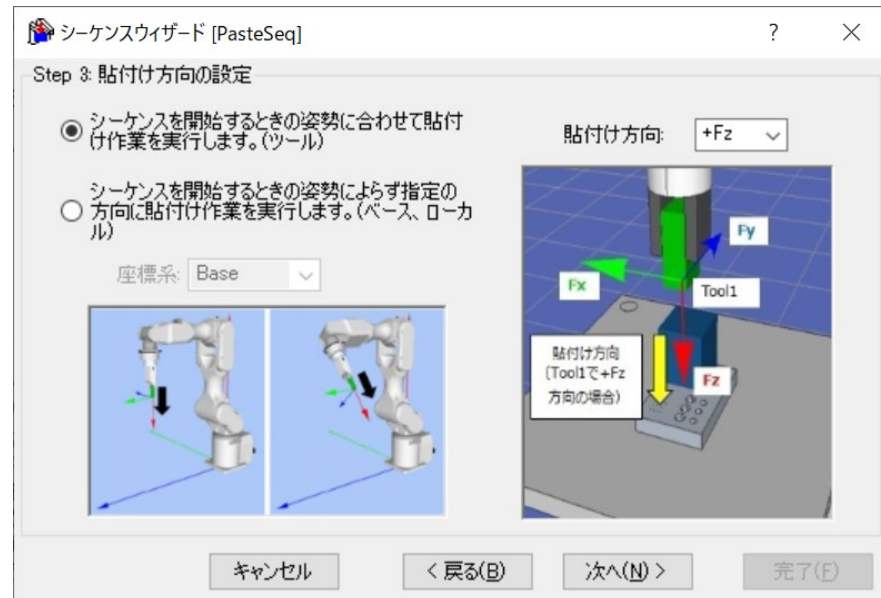 シーケンスウィザード [PasteSeq]
?
Step 3: 貼付け方向の設定
シーケンスを開始するときの姿勢に合わせて貼付
け作業を実行します。(ツール)
シーケンスを開始するときの姿勢によらず指定の
方向に貼付け作業を実行します。(ベース、ローカ
ル)
座標系: Base
貼付け方向: +Fz
Fy
Fx
Tool1
貼付け方向
(Tool1で+Fz
方向の場合)
Fz
キャンセル
< 戻る(B)
次へ(N) >
完了(F)